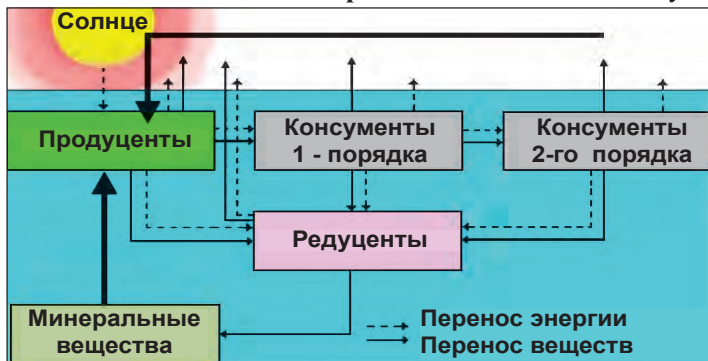 Солнце
Продуценты
Консументы
1 - порядка
Консументы
2-го порядка
Редуценты
Минеральные
вещества
Перенос энергии
Перенос веществ